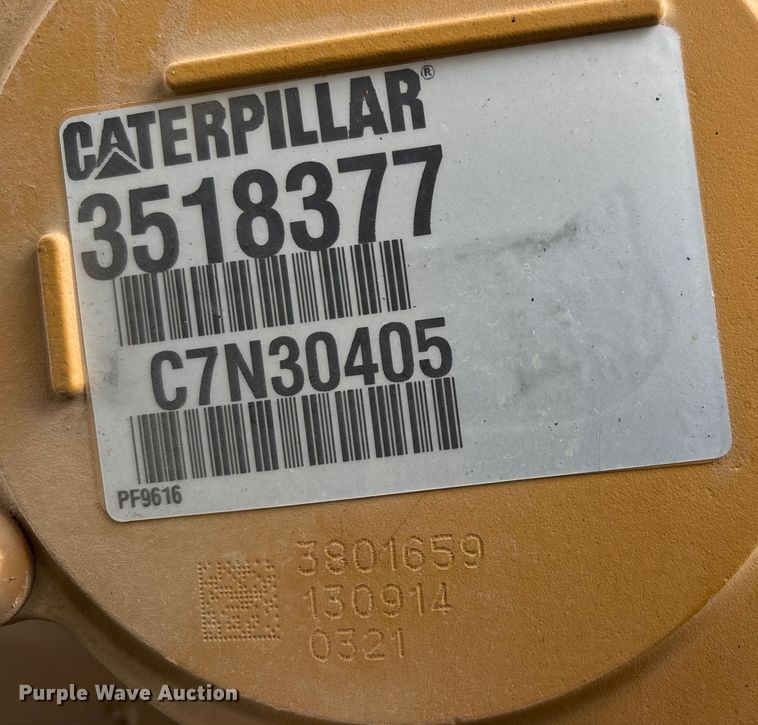 CATERPILLAR®
3518377
C7N30405
PF9616
3801659
130914
0321
Purple Wave Auction